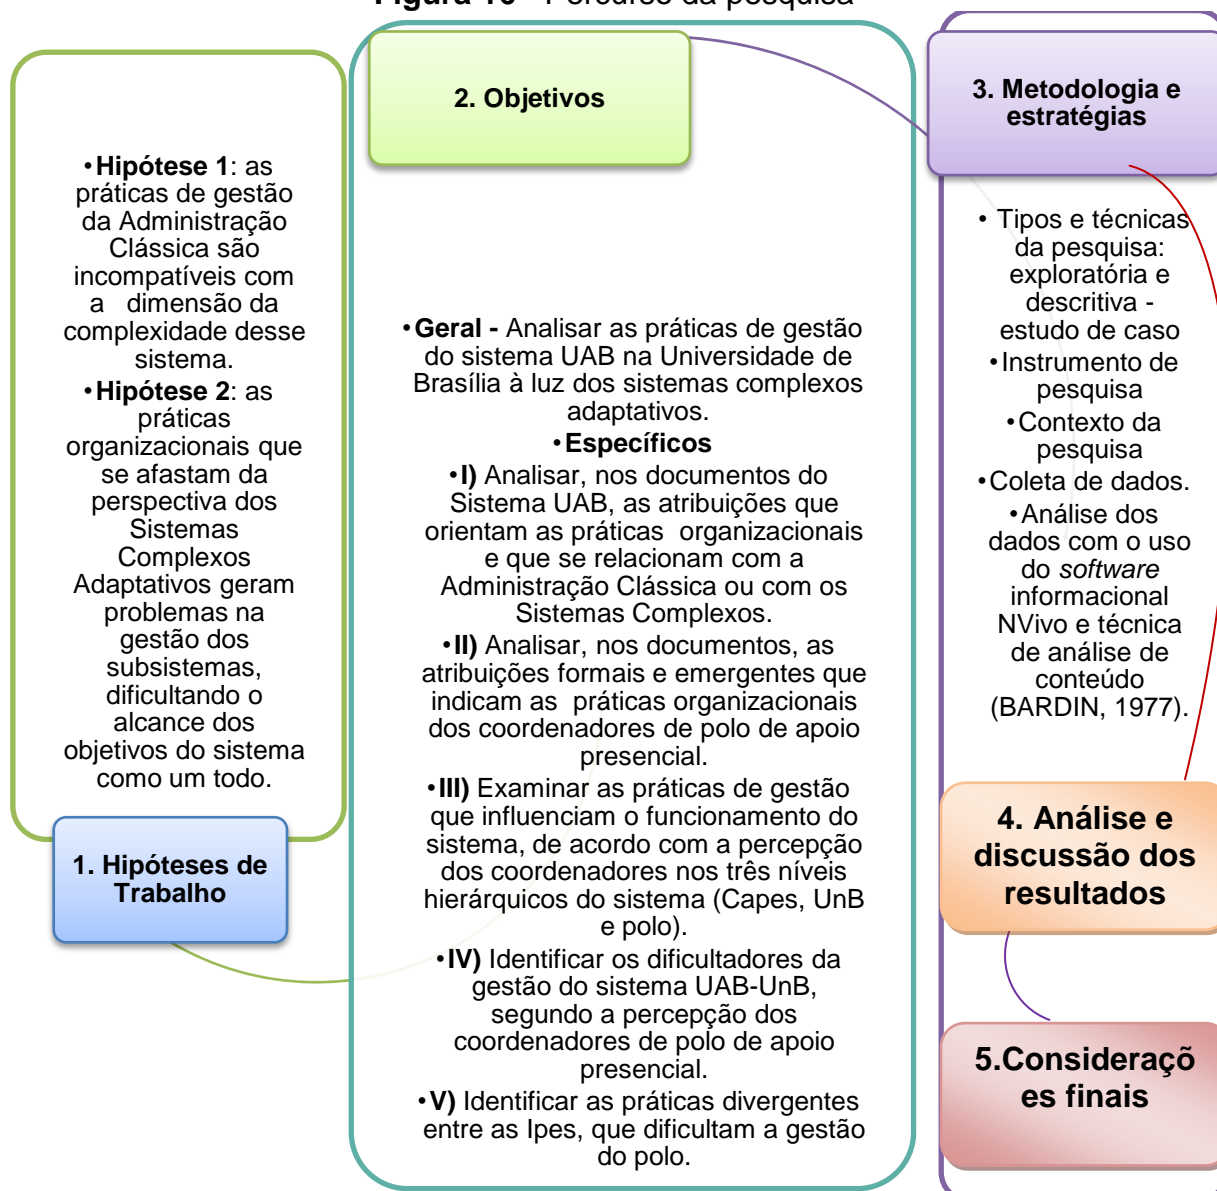 Figura 10 - Percurso da pesquisa
•Hipótese 1: as
práticas de gestão
da Administração
Clássica são
incompatíveis com
a dimensão da
complexidade desse
sistema.
•Hipótese 2: as
práticas
organizacionais que
se afastam da
perspectiva dos
Sistemas
Complexos
Adaptativos geram
problemas na
gestão dos
subsistemas,
dificultando o
alcance dos
objetivos do sistema
como um todo.
1. Hipóteses de
Trabalho
2. Objetivos
•Geral - Analisar as práticas de gestão
do sistema UAB na Universidade de
Brasília à luz dos sistemas complexos
adaptativos.
•Específicos
•I) Analisar, nos documentos do
Sistema UAB, as atribuições que
orientam as práticas organizacionais
e que se relacionam com a
Administração Clássica ou com os
Sistemas Complexos.
•II) Analisar, nos documentos, as
atribuições formais e emergentes que
indicam as práticas organizacionais
dos coordenadores de polo de apoio
presencial.
•III) Examinar as práticas de gestão
que influenciam o funcionamento do
sistema, de acordo com a percepção
dos coordenadores nos três níveis
hierárquicos do sistema (Capes, UnB
e polo).
•IV) Identificar os dificultadores da
gestão do sistema UAB-UnB,
segundo a percepção dos
coordenadores de polo de apoio
presencial.
•V) Identificar as práticas divergentes
entre as Ipes, que dificultam a gestão
do polo.
3. Metodologia e
estratégias
• Tipos e técnicas
da pesquisa:
exploratória e
descritiva -
estudo de caso
•Instrumento de
pesquisa
•Contexto da
pesquisa
•Coleta de dados.
•Análise dos
dados com o uso
do software
informacional
NVivo e técnica
de análise de
conteúdo
(BARDIN, 1977).
4. Análise e
discussão dos
resultados
5.Consideraçõ
es finais